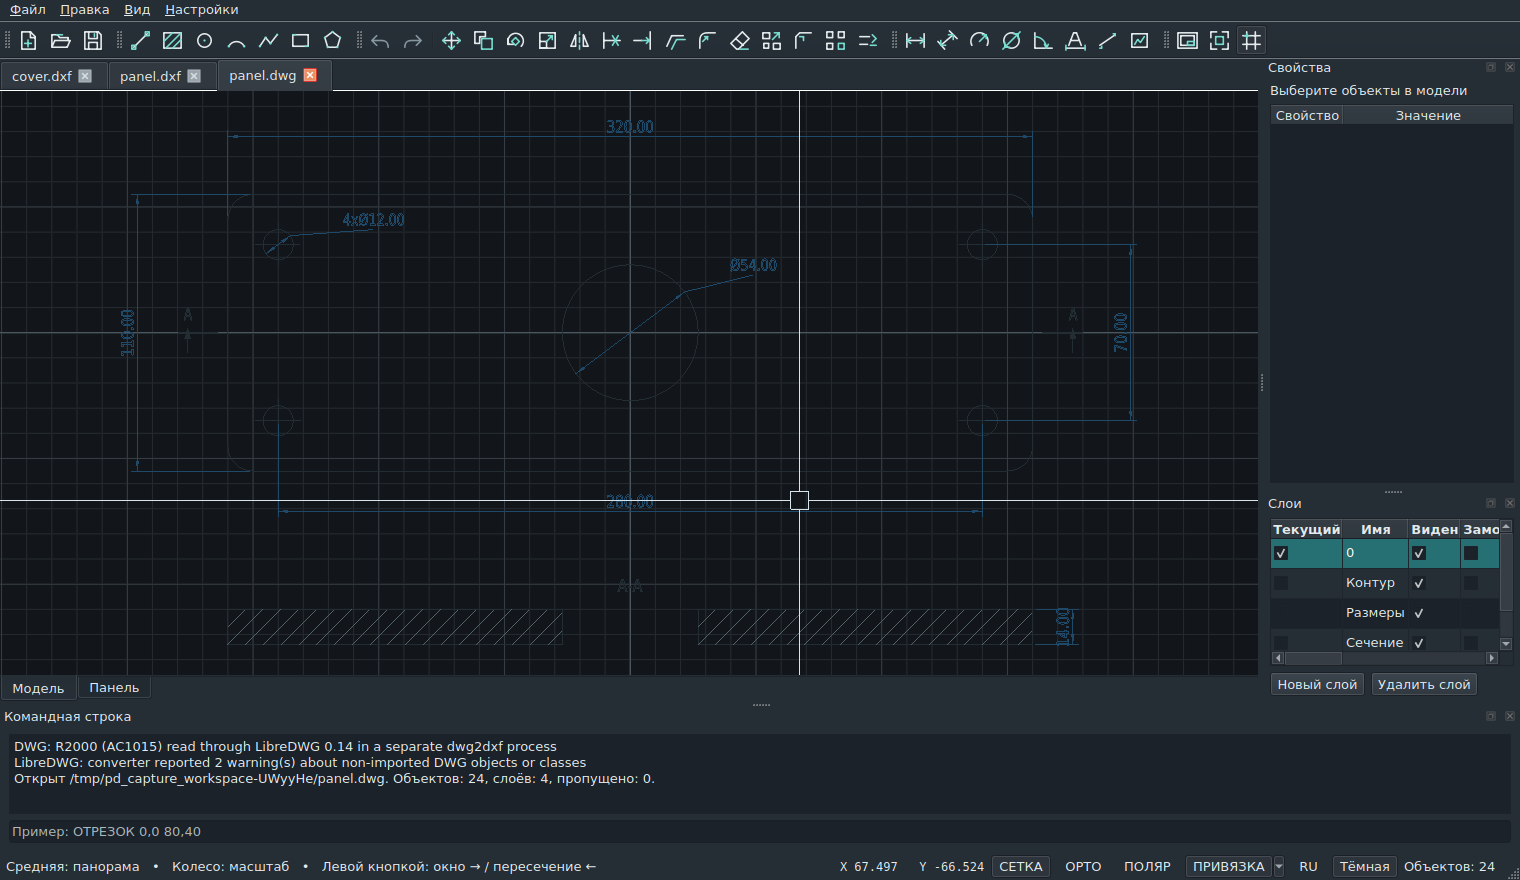 Файл Правка Вид Настройки
cover.dxf panel.dxf panel.dwg
Свойства
Выберите объекты в модели
Свойство Значение
320.00
4xØ12.00
Ø54.00
110.00
A
A
70.00
280.00
A-A
14.00
Слои
Текущий Имя Виден Замо
0
Контур
Размеры
Сечение
Новый слой Удалить слой
Модель Панель
Командная строка
DWG: R2000 (AC1015) read through LibreDWG 0.14 in a separate dwg2dxf process
LibreDWG: converter reported 2 warning(s) about non-imported DWG objects or classes
Открыт /tmp/pd_capture_workspace-UWyyHe/panel.dwg. Объектов: 24, слоёв: 4, пропущено: 0.
Пример: ОТРЕЗОК 0,0 80,40
Средняя: панорама • Колесо: масштаб • Левой кнопкой: окно → / пересечение ← X 67.497 Y -66.524 СЕТКА ОРТО ПОЛЯР ПРИВЯЗКА RU Тёмная Объектов: 24